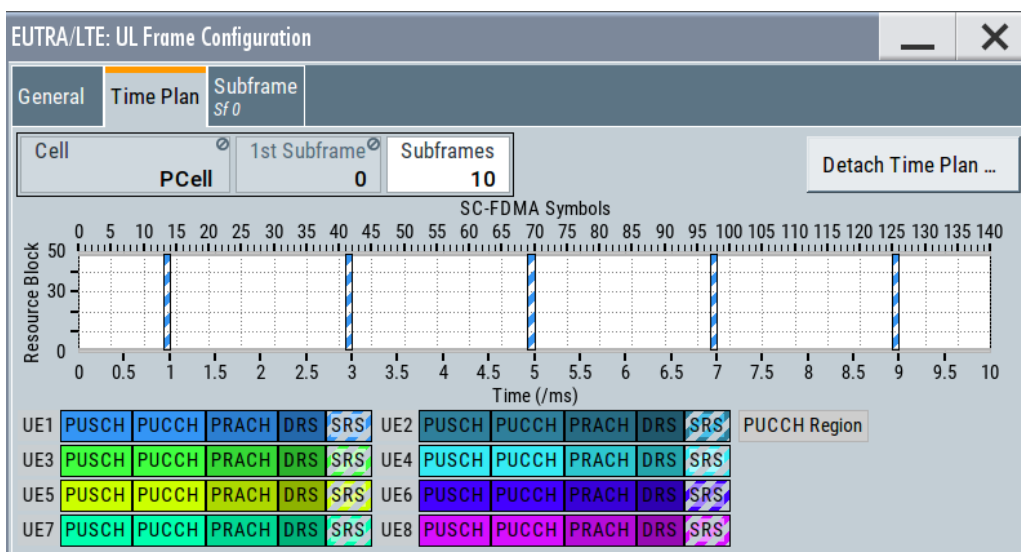 EUTRA/LTE: UL Frame Configuration
General Time Plan Subframe
Sf 0
Cell 1st Subframe Subframes
PCell 0 10 Detach Time Plan ...
SC-FDMA Symbols
0 5 10 15 20 25 30 35 40 45 50 55 60 65 70 75 80 85 90 95 100 105 110 115 120 125 130 135 140
Resource Block
50
30
0
0 0.5 1 1.5 2 2.5 3 3.5 4 4.5 5 5.5 6 6.5 7 7.5 8 8.5 9 9.5 10
Time (/ms)
UE1 PUSCH PUCCH PRACH DRS SRS UE2 PUSCH PUCCH PRACH DRS SRS PUCCH Region
UE3 PUSCH PUCCH PRACH DRS SRS UE4 PUSCH PUCCH PRACH DRS SRS
UE5 PUSCH PUCCH PRACH DRS SRS UE6 PUSCH PUCCH PRACH DRS SRS
UE7 PUSCH PUCCH PRACH DRS SRS UE8 PUSCH PUCCH PRACH DRS SRS